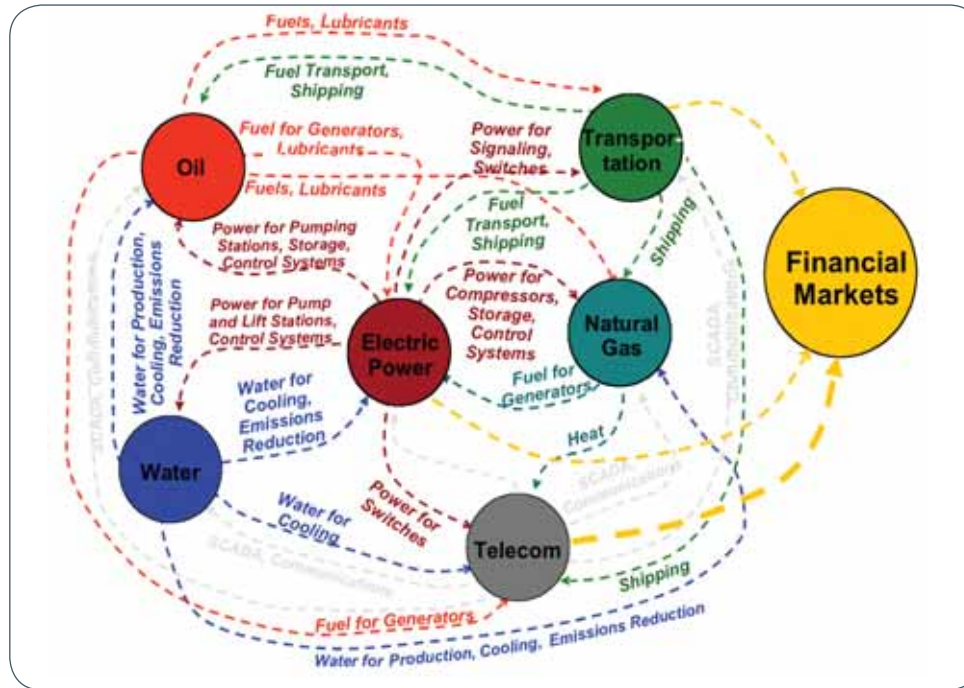 Fuels, Lubricants
Fuel Transport,
Shipping
Oil
Fuel for Generators,
Lubricants
Fuels, Lubricants
Power for
Signaling,
Switches
Transpor-
tation
Fuel
Transport,
Shipping
Shipping
Financial
Markets
Power for Pumping
Stations, Storage,
Control Systems
Power for
Compressors,
Storage,
Control
Systems
Natural
Gas
Electric
Power
Power for Pump
and Lift Stations,
Control Systems
Water for Production,
Cooling, Emissions
Reduction
SCADA, Communications
SCADA
Communications
Fuel for
Generators
Water for
Cooling,
Emissions
Reduction
Heat
Water
Water for
Cooling
Power for
Switches
SCADA,
Communications
Telecom
SCADA, Communications
Shipping
Fuel for Generators
Water for Production, Cooling, Emissions Reduction